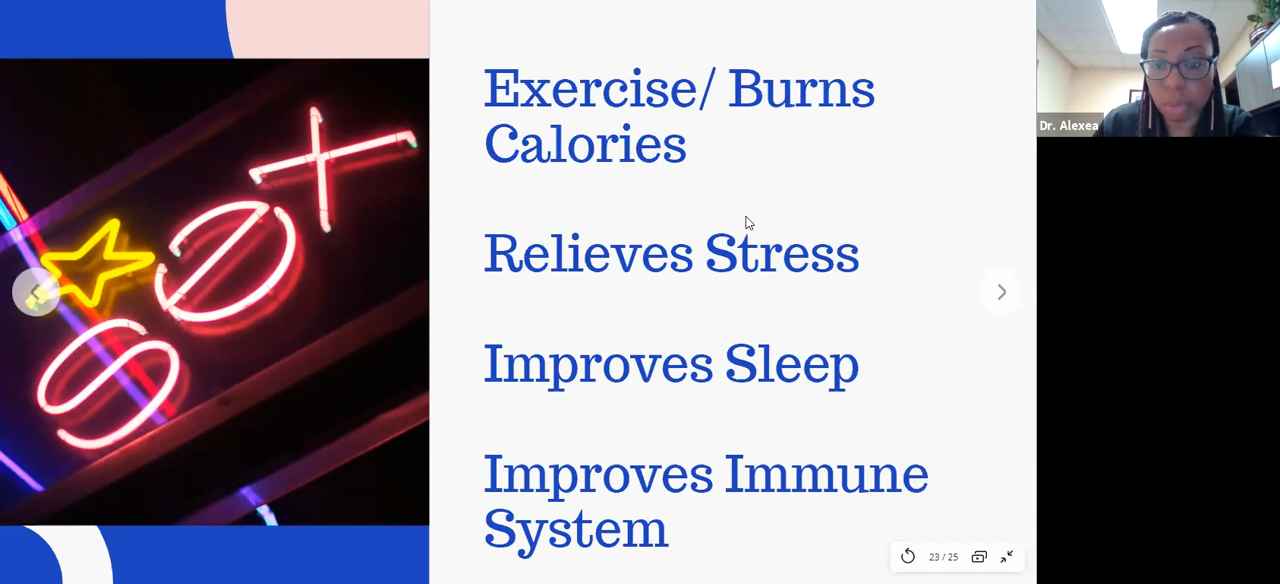 SEX
Exercise/ Burns
Calories
Relieves Stress
Improves Sleep
Improves Immune
System
Dr. Alexea
23 / 25